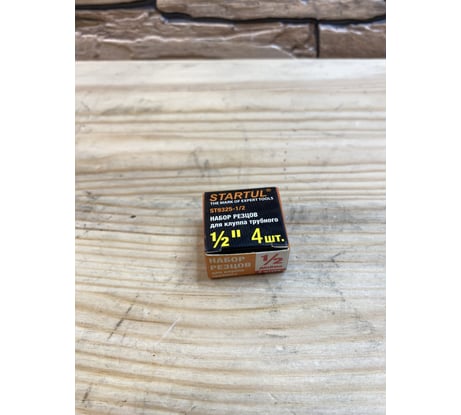 STARTUL®
THE MARK OF EXPERT TOOLS
ST9325-1/2
НАБОР РЕЗЦОВ
для клуппа трубного
½" 4 шт.
НАБОР
РЕЗЦОВ
1/2